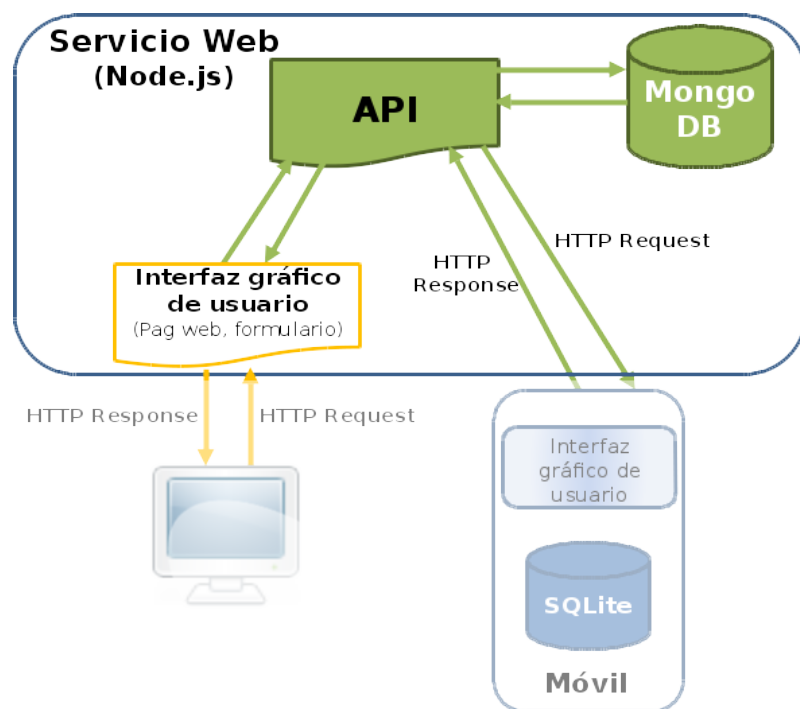 Servicio Web
(Node.js)
API
Mongo
DB
HTTP Request
HTTP
Response
Interfaz gráfico
de usuario
(Pag web, formulario)
HTTP Response
HTTP Request
Interfaz
gráfico de
usuario
SQLite
Móvil